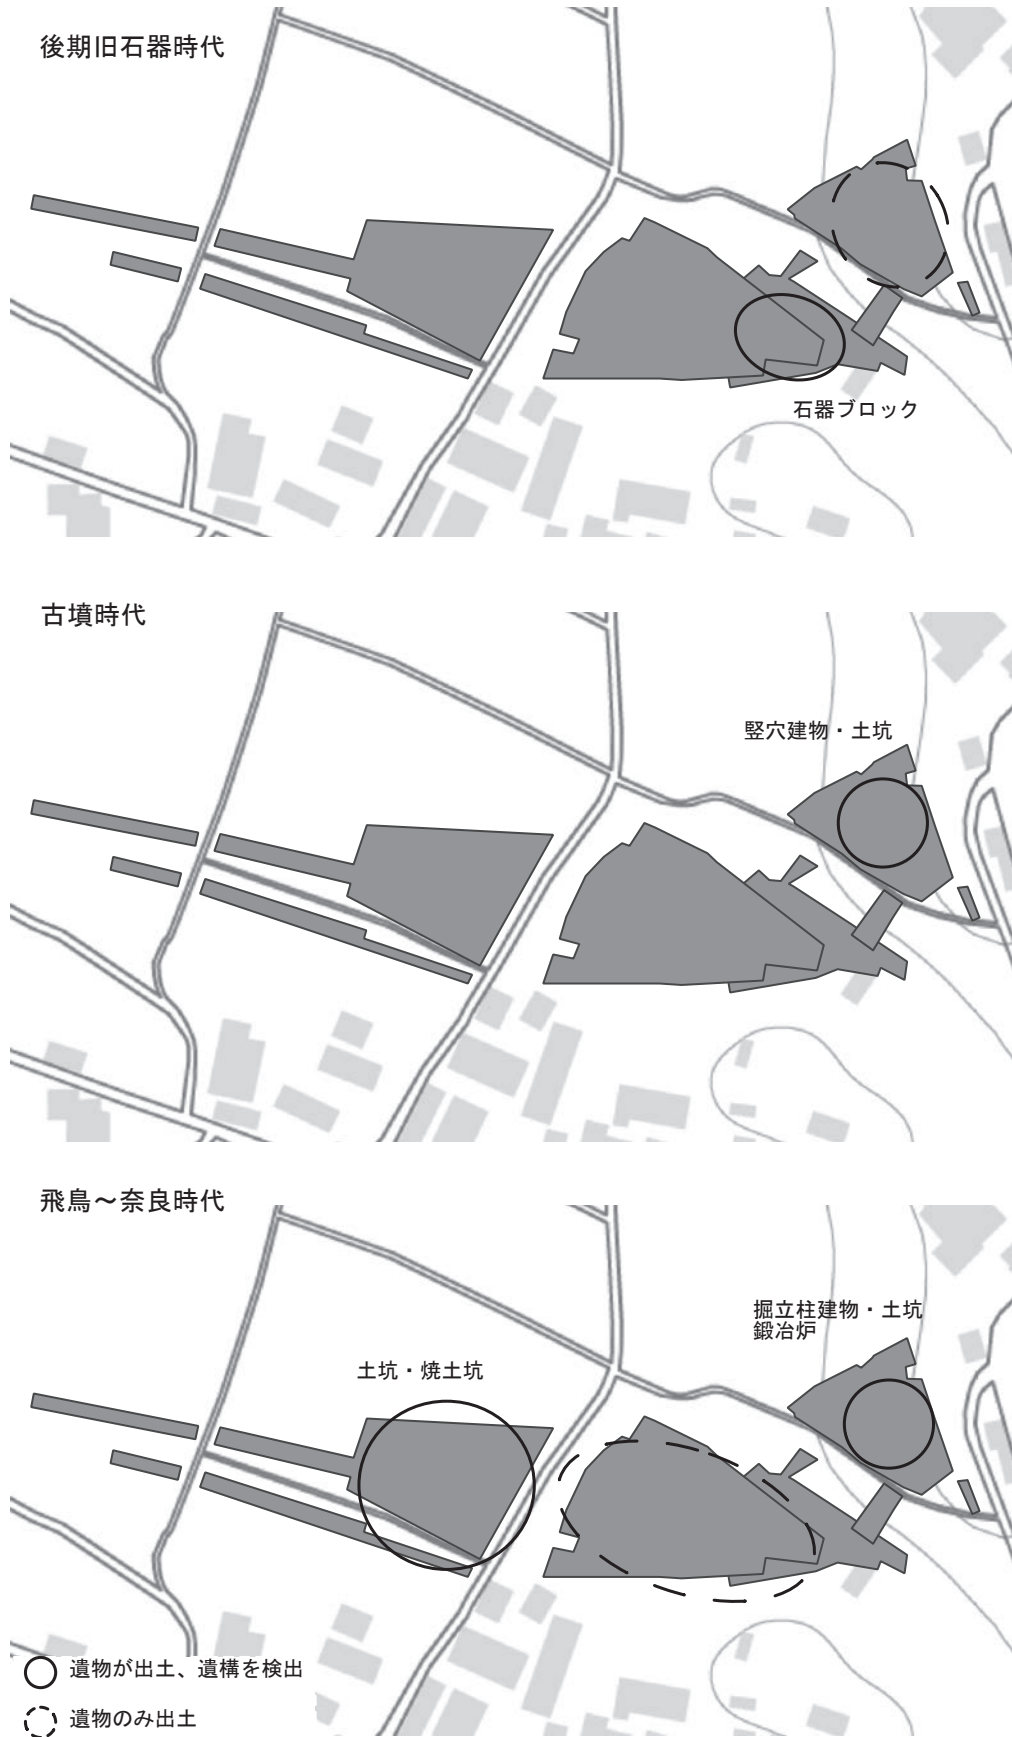 後期旧石器時代
石器ブロック
古墳時代
竪穴建物・土坑
飛鳥～奈良時代
掘立柱建物・土坑
鍛冶炉
土坑・焼土坑
遺物が出土、遺構を検出
遺物のみ出土